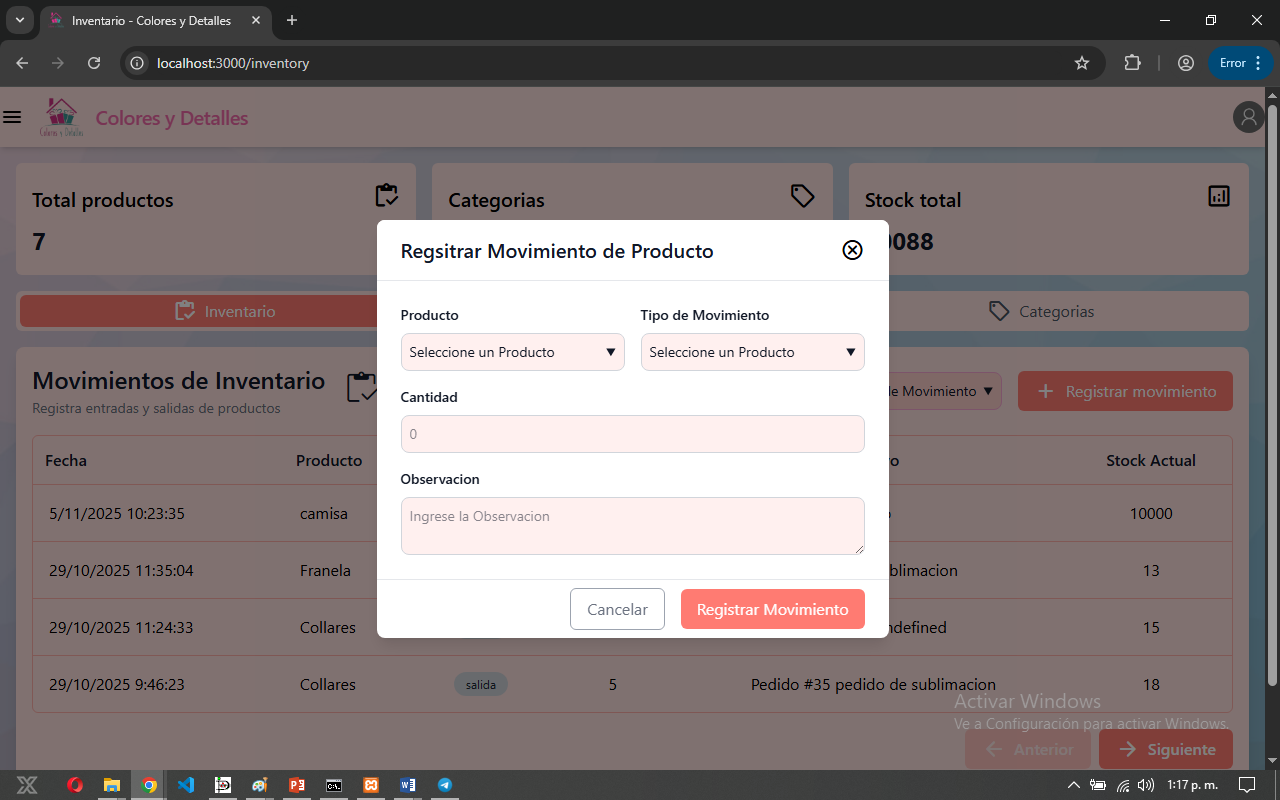 Inventario - Colores y Detalles
localhost:3000/inventory
Error
Colores y Detalles
Total productos
7
Categorias
Stock total
0088
Regsitrar Movimiento de Producto
Inventario
Categorias
Producto
Tipo de Movimiento
Seleccione un Producto
Seleccione un Producto
Movimientos de Inventario
Registra entradas y salidas de productos
de Movimiento
Registrar movimiento
Cantidad
0
Fecha
Producto
Stock Actual
Observacion
Ingrese la Observacion
5/11/2025 10:23:35
camisa
10000
29/10/2025 11:35:04
Franela
blimacion
13
Cancelar
Registrar Movimiento
29/10/2025 11:24:33
Collares
ndefined
15
29/10/2025 9:46:23
Collares
salida
5
Pedido #35 pedido de sublimacion
18
Activar Windows
Ve a Configuración para activar Windows.
Anterior
Siguiente
1:17 p. m.